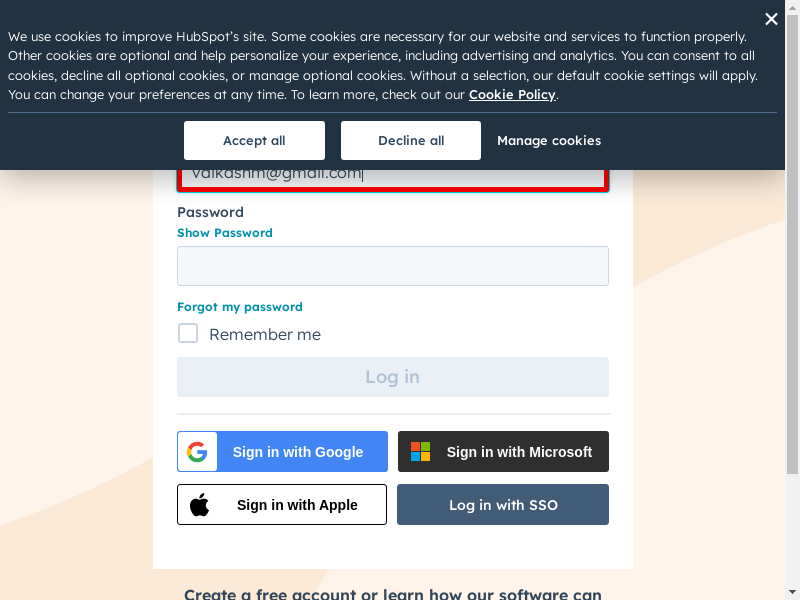 We use cookies to improve HubSpot's site. Some cookies are necessary for our website and services to function properly.
Other cookies are optional and help personalize your experience, including advertising and analytics. You can consent to all
cookies, decline all optional cookies, or manage optional cookies. Without a selection, our default cookie settings will apply.
You can change your preferences at any time. To learn more, check out our Cookie Policy.
Accept all
Decline all
Manage cookies
vaikashm@gmail.com
Password
Show Password
Forgot my password
Remember me
Log in
Sign in with Google
Sign in with Microsoft
Sign in with Apple
Log in with SSO
Create a free account or learn how our software can